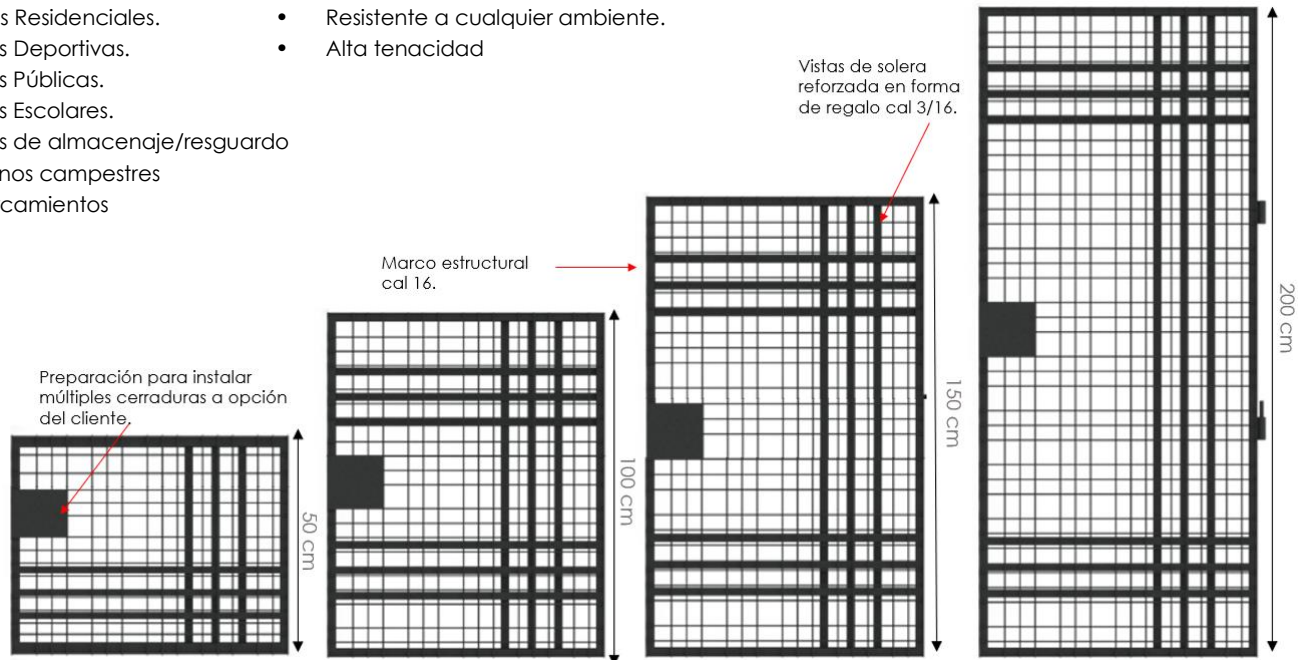 s Residenciales.
s Deportivas.
s Públicas.
s Escolares.
s de almacenaje/resguardo
nos campestres
camientos
• Resistente a cualquier ambiente.
• Alta tenacidad
Vistas de solera
reforzada en forma
de regalo cal 3/16.
Marco estructural
cal 16.
Preparación para instalar
múltiples cerraduras a opción
del cliente.
50 cm
100 cm
150 cm
200 cm